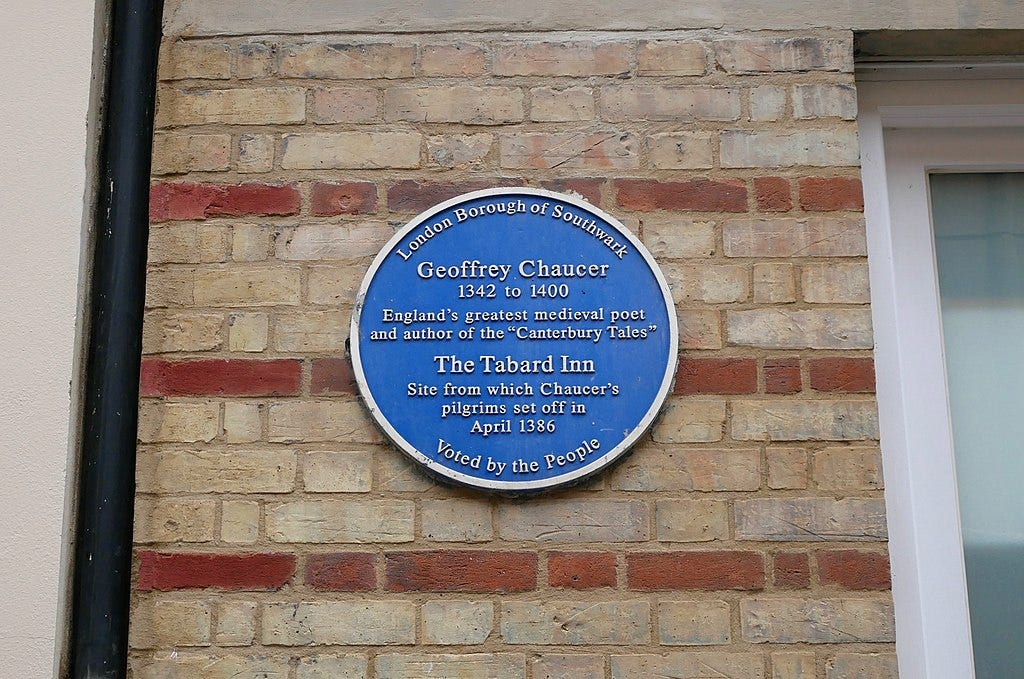 London Borough of Southwark
Geoffrey Chaucer
1342 to 1400
England's greatest medieval poet
and author of the "Canterbury Tales"
The Tabard Inn
Site from which Chaucer's
pilgrims set off in
April 1386
Voted by the People